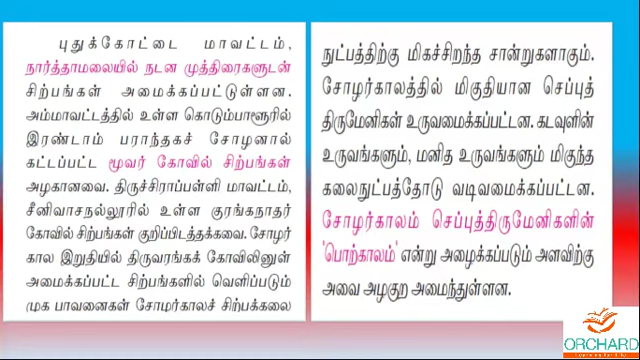 புதுக்கோட்டை மாவட்டம்,
நார்த்தாமலையில் நடன முத்திரைகளுடன்
சிற்பங்கள் அமைக்கப்பட்டுள்ளன.
அம்மாவட்டத்தில் உள்ள கொடும்பாளூரில்
இரண்டாம் பராந்தகச் சோழனால்
கட்டப்பட்ட மூவர் கோவில் சிற்பங்கள்
அழகானவை. திருச்சிராப்பள்ளி மாவட்டம்,
சீனிவாசநல்லூரில் உள்ள குரங்கநாதர்
கோவில் சிற்பங்கள் குறிப்பிடத்தக்கவை. சோழர்
கால இறுதியில் திருவரங்கக் கோவிலினுள்
அமைக்கப்பட்ட சிற்பங்களில் வெளிப்படும்
முக பாவனைகள் சோழர்காலச் சிற்பக்கலை
நுட்பத்திற்கு மிகச்சிறந்த சான்றுகளாகும்.
சோழர்காலத்தில் மிகுதியான செப்புத்
திருமேனிகள் உருவமைக்கப்பட்டன. கடவுளின்
உருவங்களும், மனித உருவங்களும் மிகுந்த
கலைநுட்பத்தோடு வடிவமைக்கப்பட்டன.
சோழர்காலம் செப்புத்திருமேனிகளின்
'பொற்காலம்' என்று அழைக்கப்படும் அளவிற்கு
அவை அழகுற அமைந்துள்ளன.
ORCHARD